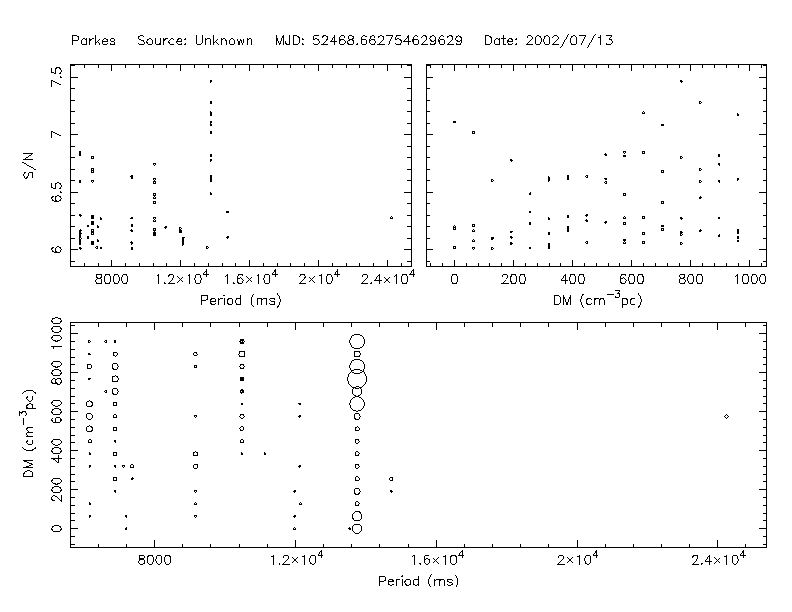 Parkes Source: Unknown MJD: 52468.662754629629 Date: 2002/07/13
7.5
7
6.5
6
S/N
8000 1.2×10⁴ 1.6×10⁴ 2×10⁴ 2.4×10⁴
Period (ms)
0 200 400 600 800 1000
DM (cm⁻³pc)
1000
800
600
400
200
0
DM (cm⁻³pc)
8000 1.2×10⁴ 1.6×10⁴ 2×10⁴ 2.4×10⁴
Period (ms)